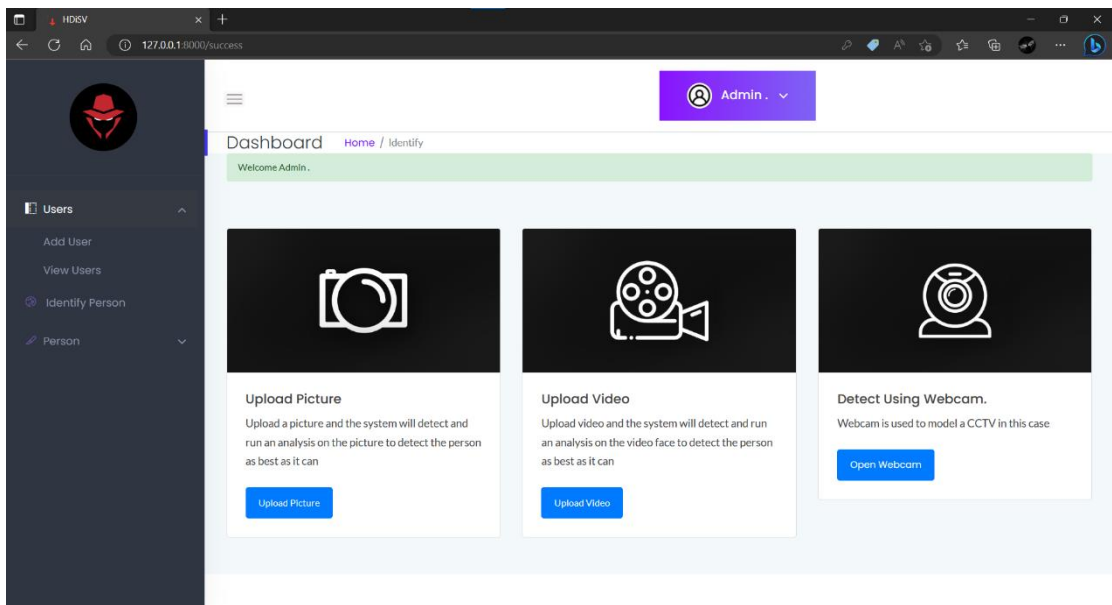 HDiSV
127.0.0.1:8000/success
Admin .
Dashboard Home / Identify
Welcome Admin .
Users
Add User
View Users
Identify Person
Person
Upload Picture
Upload a picture and the system will detect and
run an analysis on the picture to detect the person
as best as it can
Upload Picture
Upload Video
Upload video and the system will detect and run
an analysis on the video face to detect the person
as best as it can
Upload Video
Detect Using Webcam.
Webcam is used to model a CCTV in this case
Open Webcam